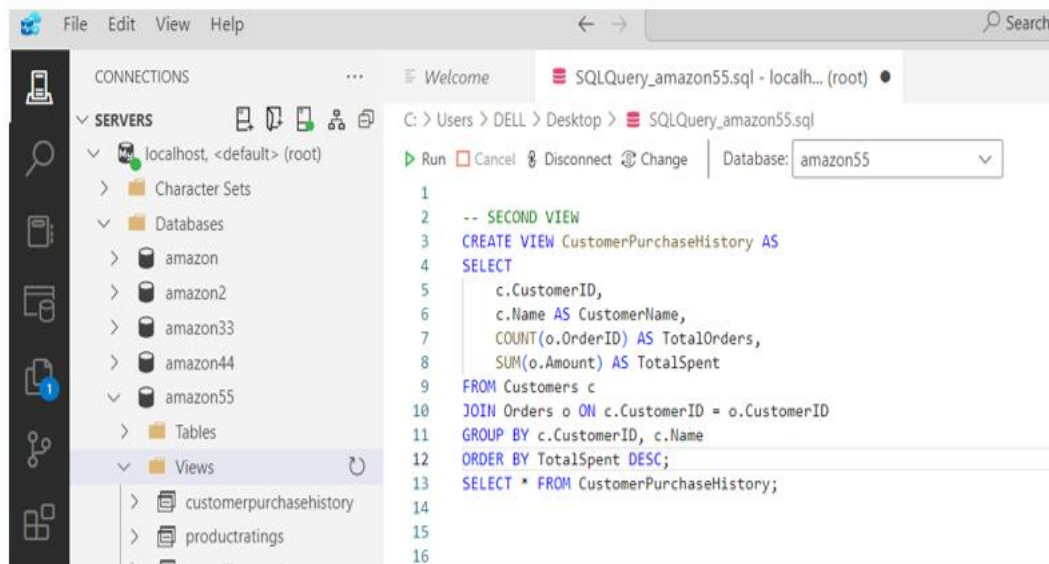 File Edit View Help
Search
CONNECTIONS ...
SERVERS
localhost, <default> (root)
Character Sets
Databases
amazon
amazon2
amazon33
amazon44
amazon55
Tables
Views
customerpurchasehistory
productratings
1
Welcome
SQLQuery_amazon55.sql - localh... (root)
C: > Users > DELL > Desktop > SQLQuery_amazon55.sql
Run Cancel Disconnect Change Database: amazon55
1
2 -- SECOND VIEW
3 CREATE VIEW CustomerPurchaseHistory AS
4 SELECT
5 c.CustomerID,
6 c.Name AS CustomerName,
7 COUNT(o.OrderID) AS TotalOrders,
8 SUM(o.Amount) AS TotalSpent
9 FROM Customers c
10 JOIN Orders o ON c.CustomerID = o.CustomerID
11 GROUP BY c.CustomerID, c.Name
12 ORDER BY TotalSpent DESC;
13 SELECT * FROM CustomerPurchaseHistory;
14
15
16